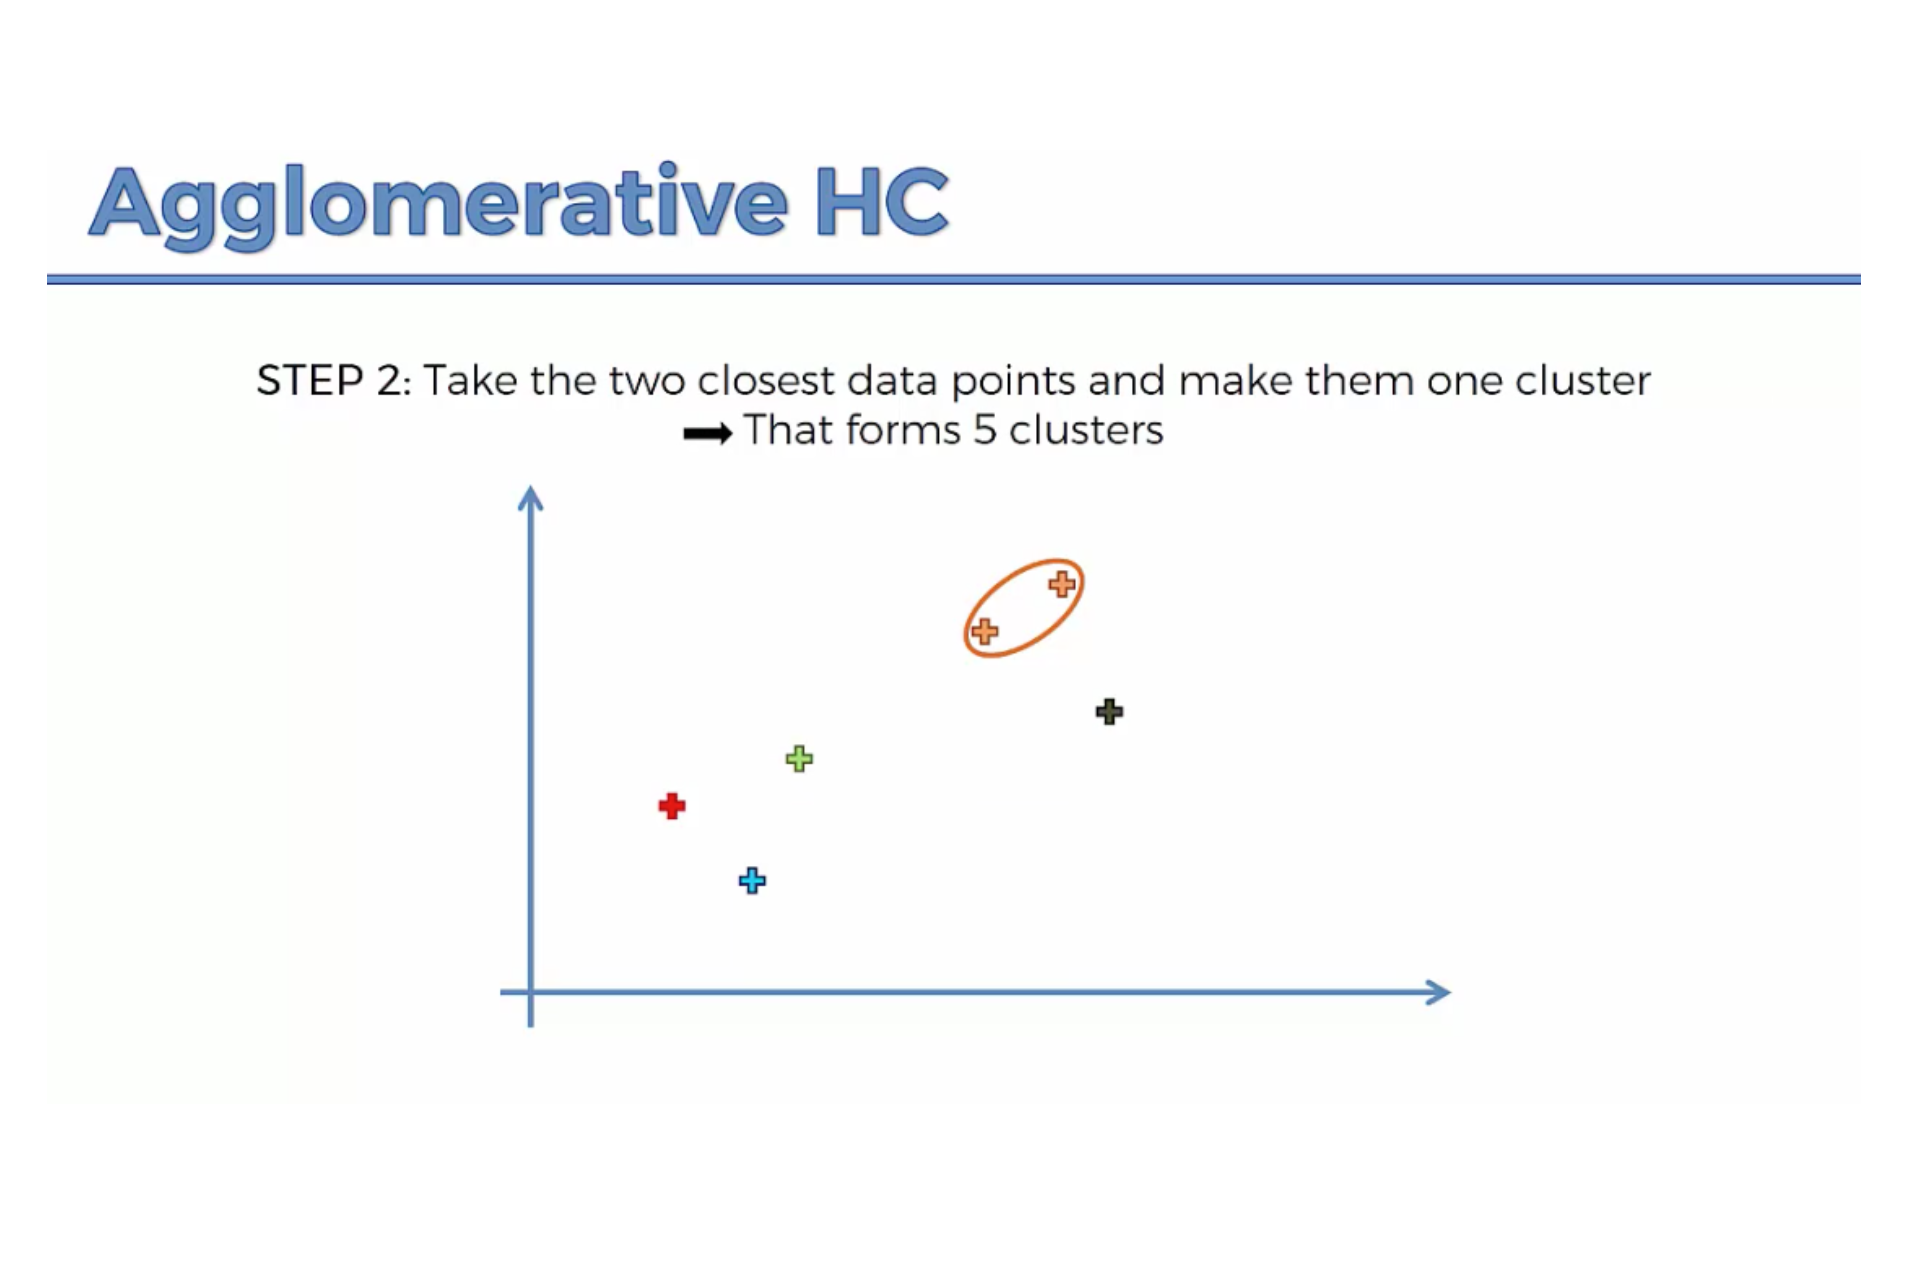 Agglomerative HC
STEP 2: Take the two closest data points and make them one cluster
➡ That forms 5 clusters